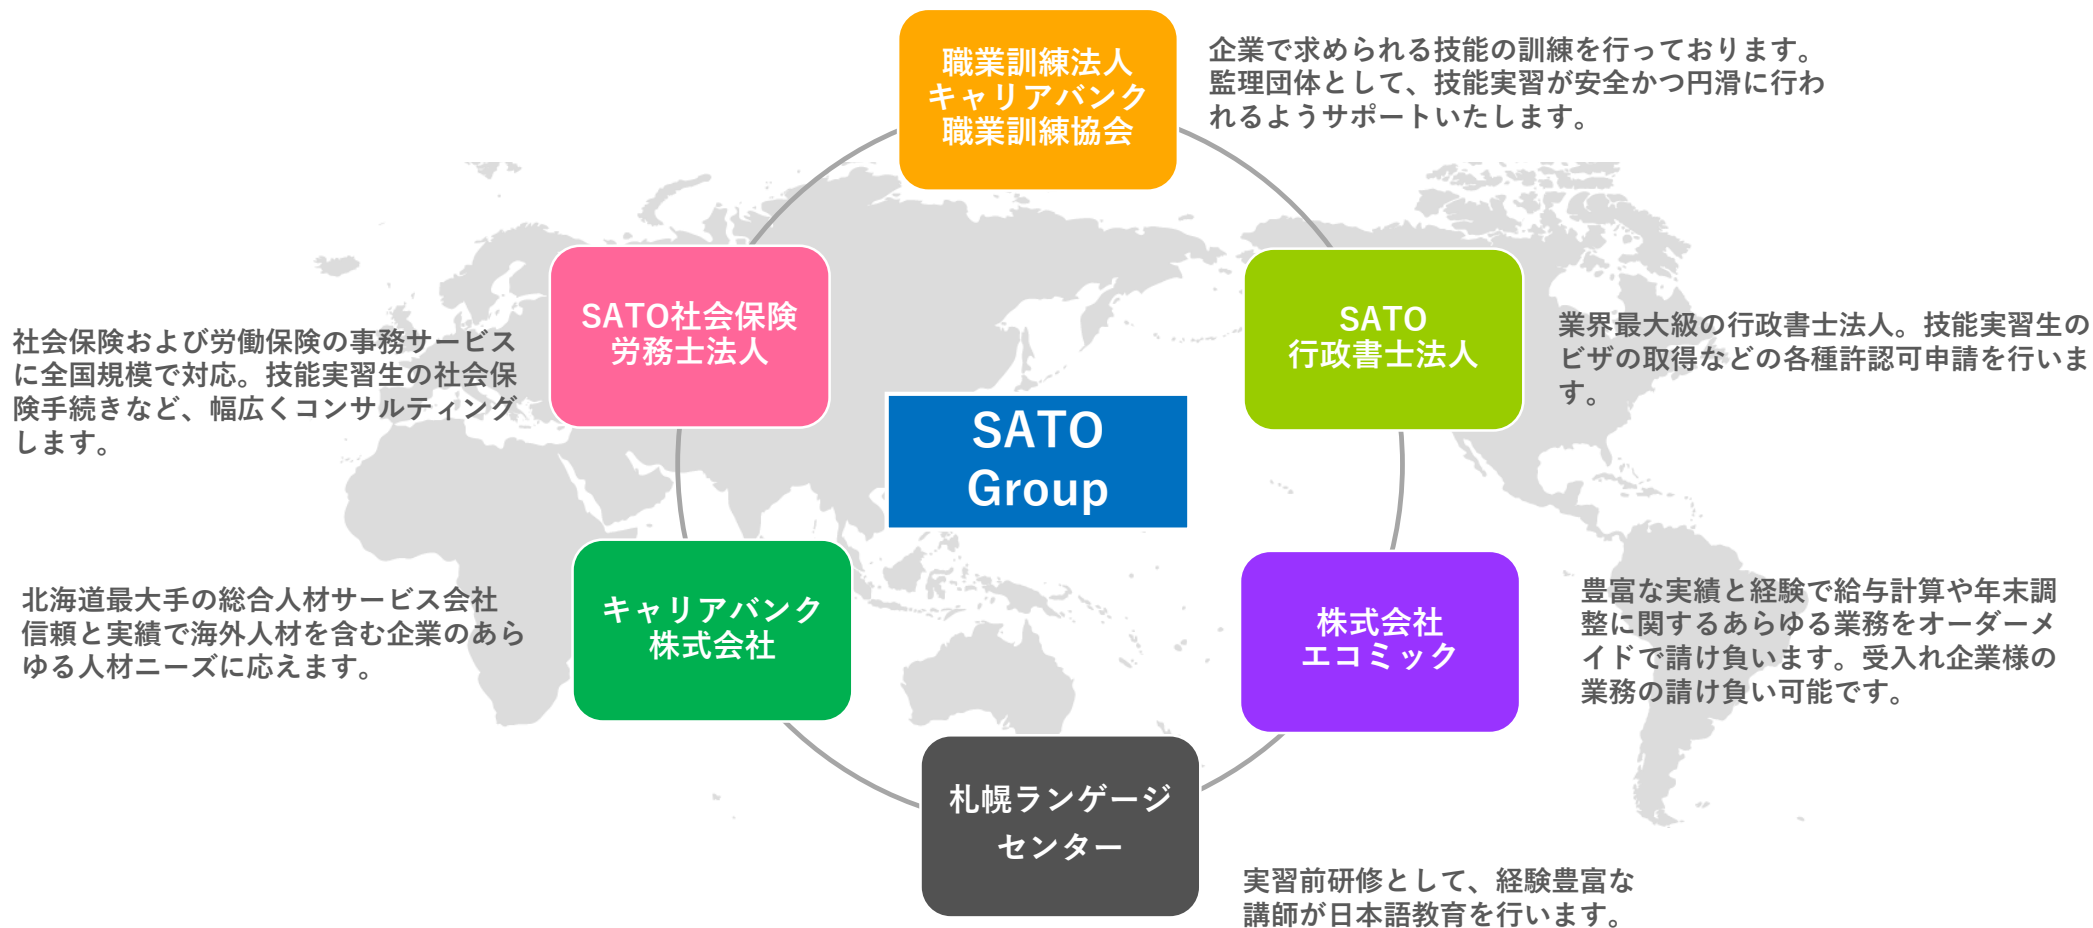 職業訓練法人
キャリアバンク
職業訓練協会
企業で求められる技能の訓練を行っております。
監理団体として、技能実習が安全かつ円滑に行わ
れるようサポートいたします。
SATO社会保険
労務士法人
社会保険および労働保険の事務サービス
に全国規模で対応。技能実習生の社会保
険手続きなど、幅広くコンサルティング
します。
SATO
行政書士法人
業界最大級の行政書士法人。技能実習生の
ビザの取得などの各種許認可申請を行いま
す。
SATO
Group
キャリアバンク
株式会社
北海道最大手の総合人材サービス会社
信頼と実績で海外人材を含む企業のあら
ゆる人材ニーズに応えます。
株式会社
エコミック
豊富な実績と経験で給与計算や年末調
整に関するあらゆる業務をオーダーメ
イドで請け負います。受入れ企業様の
業務の請け負い可能です。
札幌ランゲージ
センター
実習前研修として、経験豊富な
講師が日本語教育を行います。